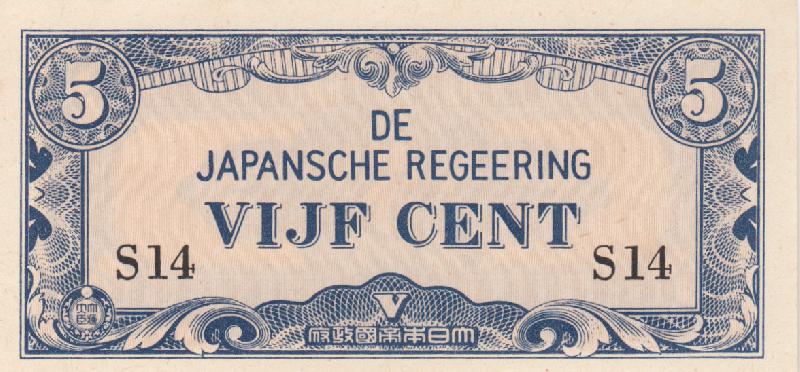 5 5
DE
JAPANSCHE REGEERING
VIJF CENT
S14 S14
V
府政國帝本日大